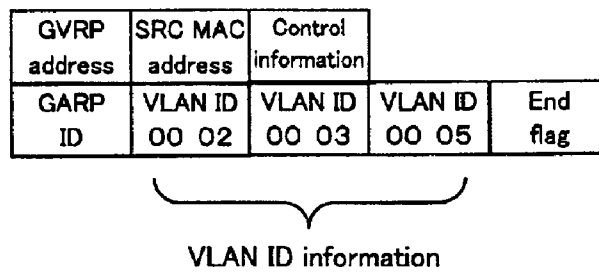 GVRP address SRC MAC address Control information
GARP ID VLAN ID 00 02 VLAN ID 00 03 VLAN ID 00 05 End flag
VLAN ID information